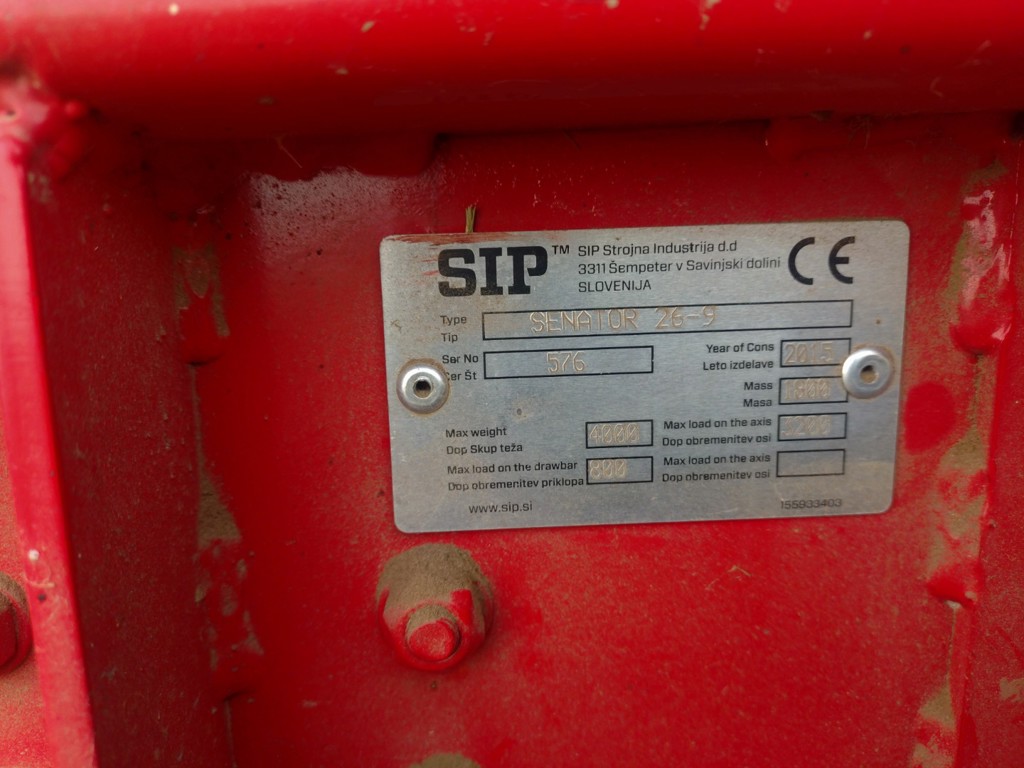 SIP™
SIP Strojna Industrija d.d
3311 Šempeter v Savinjski dolini
SLOVENIJA
CE
Type
Tip
SENATOR 26-9
Ser No
Ser Št
576
Year of Cons
Leto izdelave
2015
Mass
Masa
Max weight
Dop Skup teža
4000
Max load on the axis
Dop obremenitev osi
Max load on the drawbar
Dop obremenitev priklopa
800
Max load on the axis
Dop obremenitev osi
www.sip.si
155933403